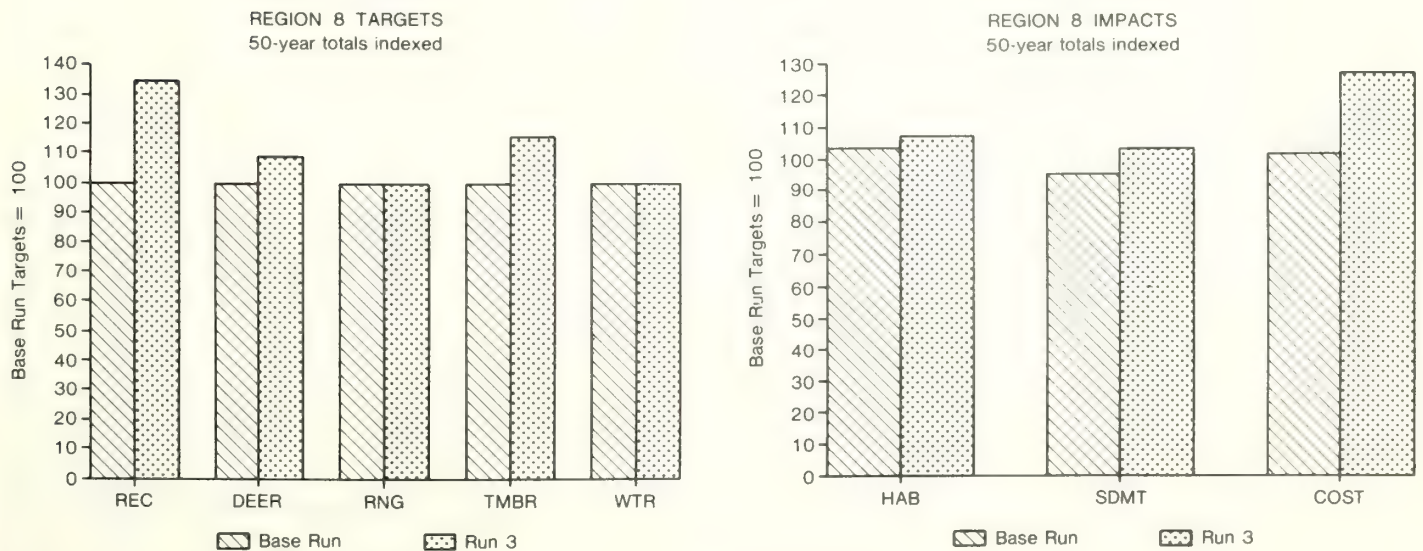 REGION 8 TARGETS
50-year totals indexed
Base Run Targets = 100
140
130
120
110
100
90
80
70
60
50
40
30
20
10
0
REC DEER RNG TMBR WTR
Base Run Run 3
REGION 8 IMPACTS
50-year totals indexed
Base Run Targets = 100
130
120
110
100
90
80
70
60
50
40
30
20
10
0
HAB SDMT COST
Base Run Run 3